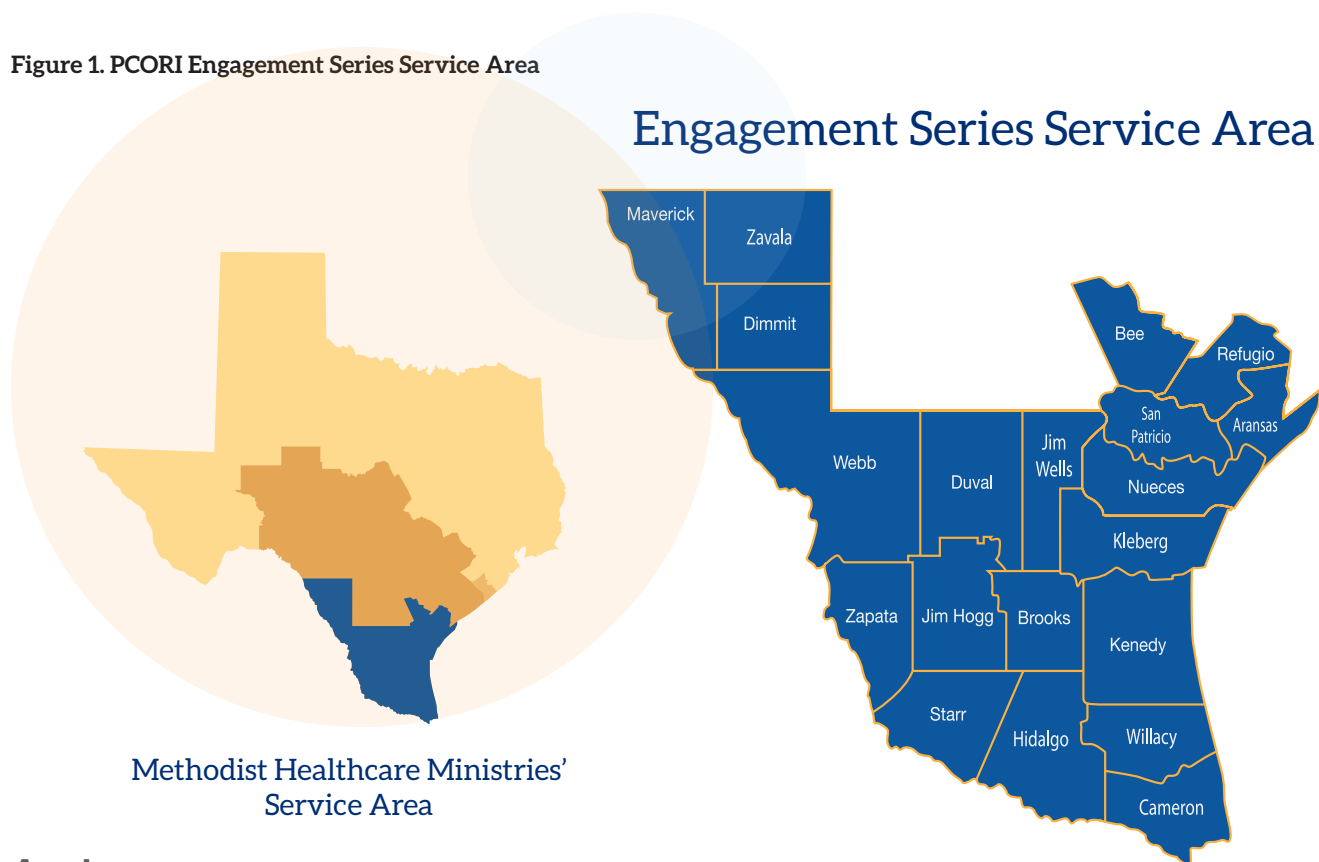 Figure 1. PCORI Engagement Series Service Area
Engagement Series Service Area
Maverick
Zavala
Dimmit
Bee
Refugio
San
Patricio
Aransas
Webb
Duval
Jim
Wells
Nueces
Kleberg
Zapata
Jim Hogg
Brooks
Kenedy
Starr
Hidalgo
Willacy
Cameron
Methodist Healthcare Ministries’
Service Area